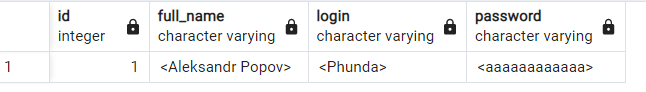 id full_name login password
integer character varying character varying character varying
1 1 <Aleksandr Popov> <Phunda> <aaaaaaaaaaaa>